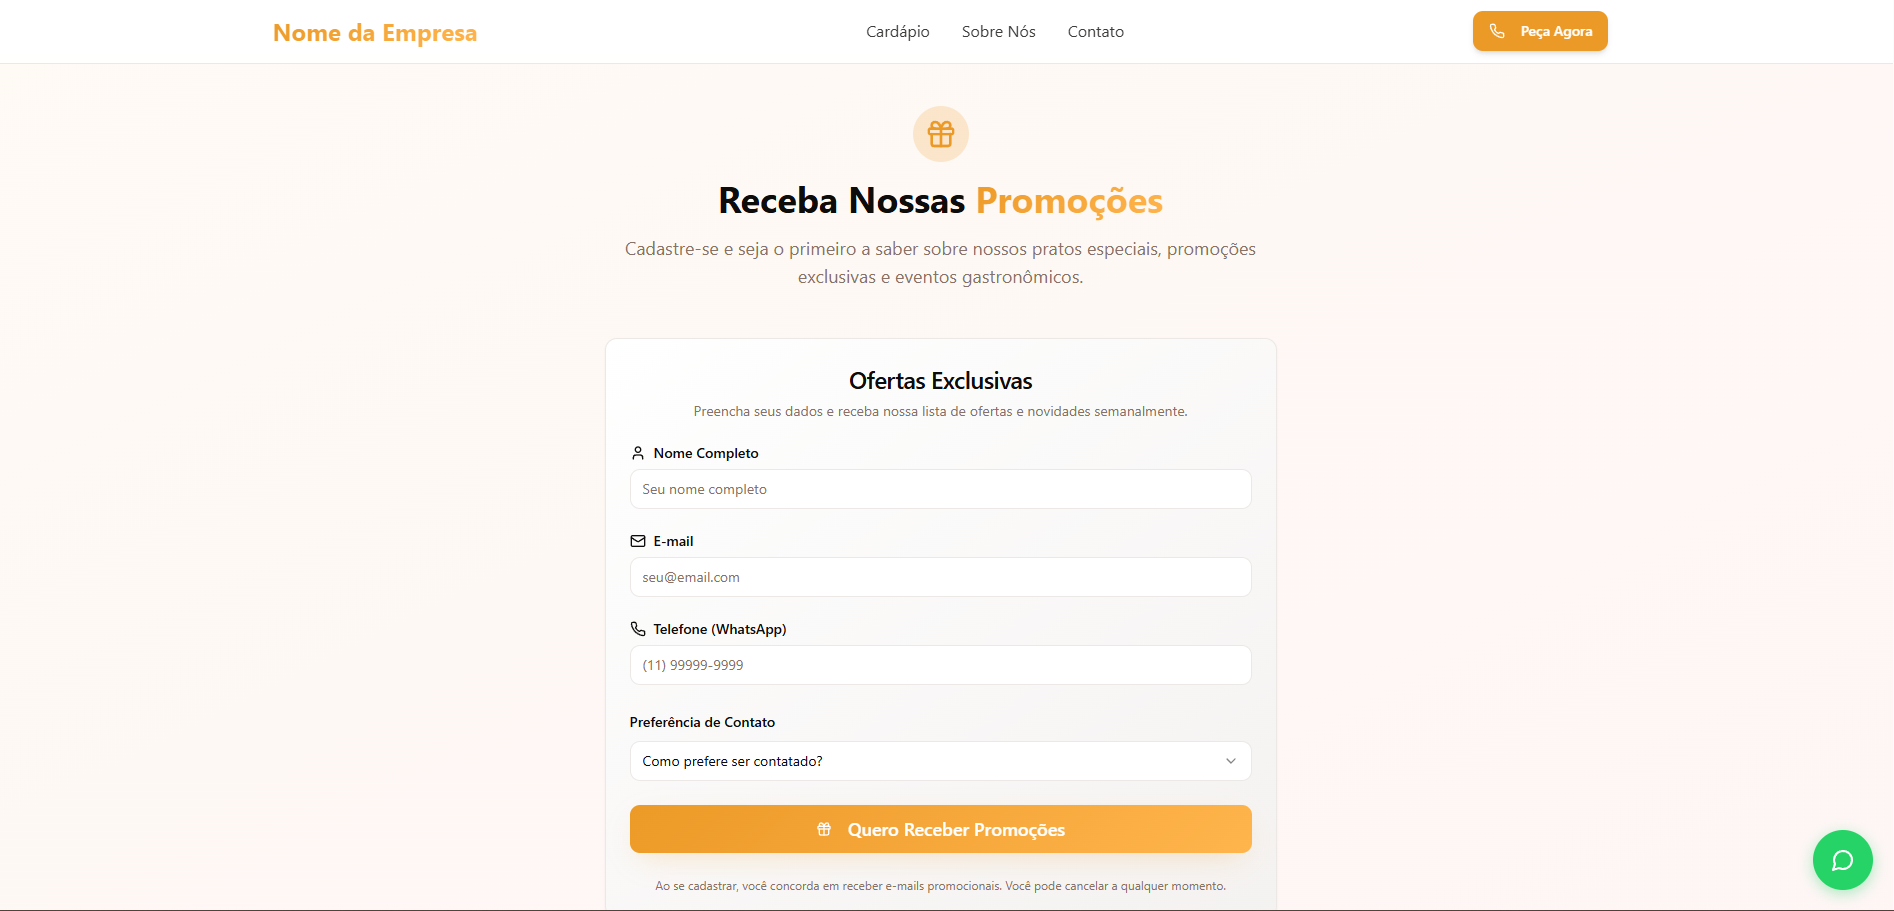 Nome da Empresa
Cardápio
Sobre Nós
Contato
Peça Agora
Receba Nossas Promoções
Cadastre-se e seja o primeiro a saber sobre nossos pratos especiais, promoções
exclusivas e eventos gastronômicos.
Ofertas Exclusivas
Preencha seus dados e receba nossa lista de ofertas e novidades semanalmente.
Nome Completo
Seu nome completo
E-mail
seu@email.com
Telefone (WhatsApp)
(11) 99999-9999
Preferência de Contato
Como prefere ser contatado?
Quero Receber Promoções
Ao se cadastrar, você concorda em receber e-mails promocionais. Você pode cancelar a qualquer momento.